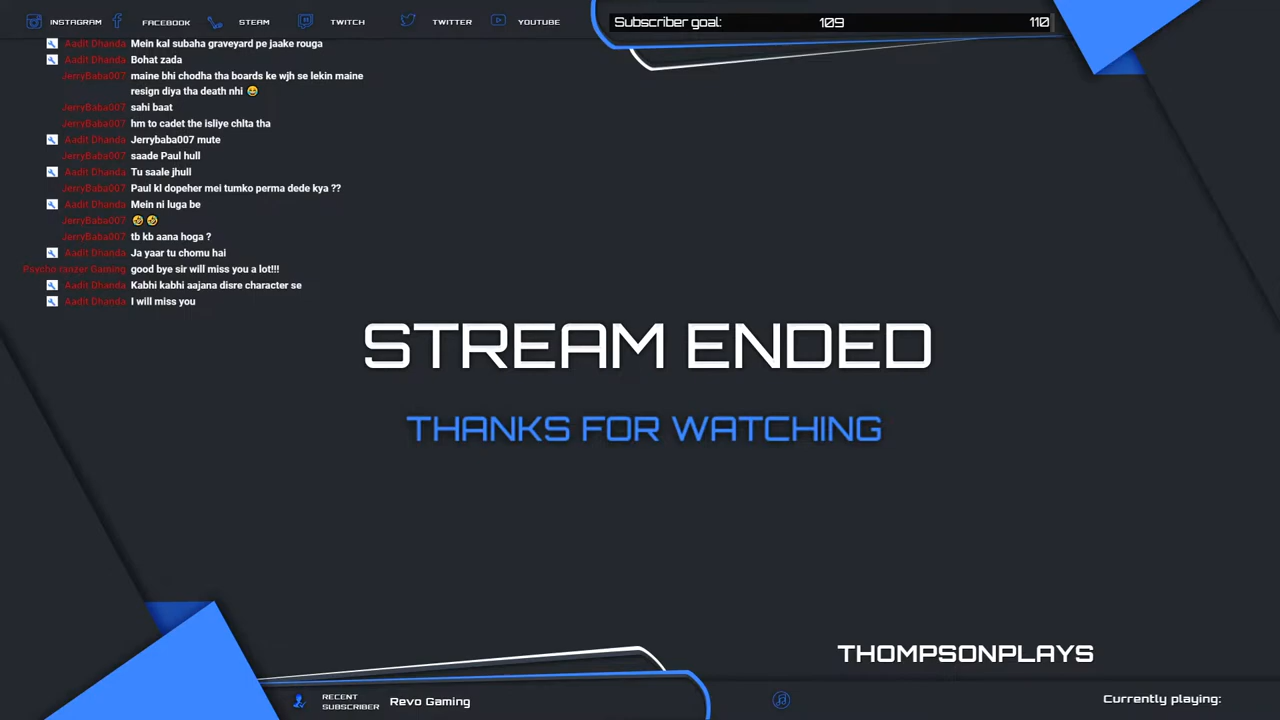 INSTAGRAM FACEBOOK STEAM TWITCH TWITTER YOUTUBE
Subscriber goal: 109 110
Aadit Dhanda Mein kal subaha graveyard pe jaake rouga
Aadit Dhanda Bohat zada
JerryBaba007 maine bhi chodha tha boards ke wjh se lekin maine
resign diya tha death nhi 😂
JerryBaba007 sahi baat
JerryBaba007 hm to cadet the isliye chlta tha
Aadit Dhanda Jerrybaba007 mute
JerryBaba007 saade Paul hull
Aadit Dhanda Tu saale jhull
JerryBaba007 Paul kl dopeher mei tumko perma dede kya ??
Aadit Dhanda Mein ni luga be
JerryBaba007 🤣 🤣
JerryBaba007 tb kb aana hoga ?
Aadit Dhanda Ja yaar tu chomu hai
Psycho ranzer Gaming good bye sir will miss you a lot!!!
Aadit Dhanda Kabhi kabhi aajana disre character se
Aadit Dhanda I will miss you
STREAM ENDED
THANKS FOR WATCHING
THOMPSONPLAYS
RECENT
SUBSCRIBER Revo Gaming
Currently playing: